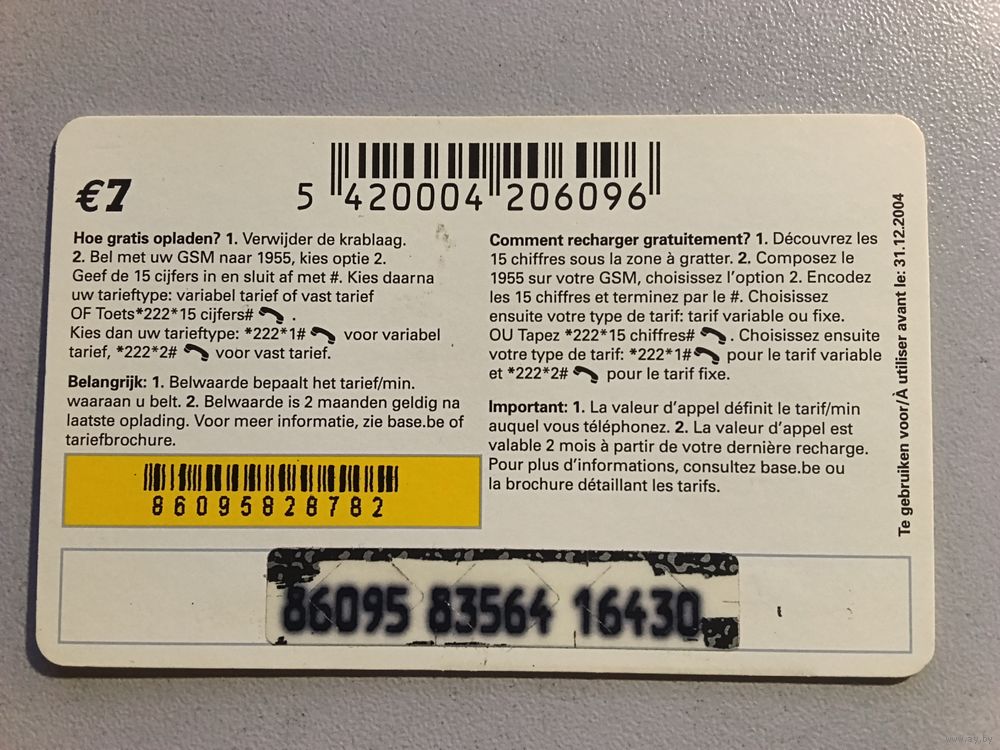 €7
5 420004 206096
Hoe gratis opladen? 1. Verwijder de kraslaag.
2. Bel met uw GSM naar 1955, kies optie 2.
Geef de 15 cijfers in en sluit af met #. Kies daarna
uw tarieftype: variabel tarief of vast tarief
OF Toets*222*15 cijfers# .
Kies dan uw tarieftype: *222*1# voor variabel
tarief, *222*2# voor vast tarief.
Belangrijk: 1. Belwaarde bepaalt het tarief/min.
waaraan u belt. 2. Belwaarde is 2 maanden geldig na
laatste oplading. Voor meer informatie, zie base.be of
tariefbrochure.
86095828782
Comment recharger gratuitement? 1. Découvrez les
15 chiffres sous la zone à gratter. 2. Composez le
1955 sur votre GSM, choisissez l'option 2. Encodez
les 15 chiffres et terminez par le #. Choisissez
ensuite votre type de tarif: tarif variable ou fixe.
OU Tapez *222*15 chiffres# . Choisissez ensuite
votre type de tarif: *222*1# pour le tarif variable
et *222*2# pour le tarif fixe.
Important: 1. La valeur d'appel définit le tarif/min
auquel vous téléphonez. 2. La valeur d'appel est
valable 2 mois à partir de votre dernière recharge.
Pour plus d'informations, consultez base.be ou
la brochure détaillant les tarifs.
Te gebruiken voor/À utiliser avant le: 31.12.2004
86095 83564 16430
www.ay.by